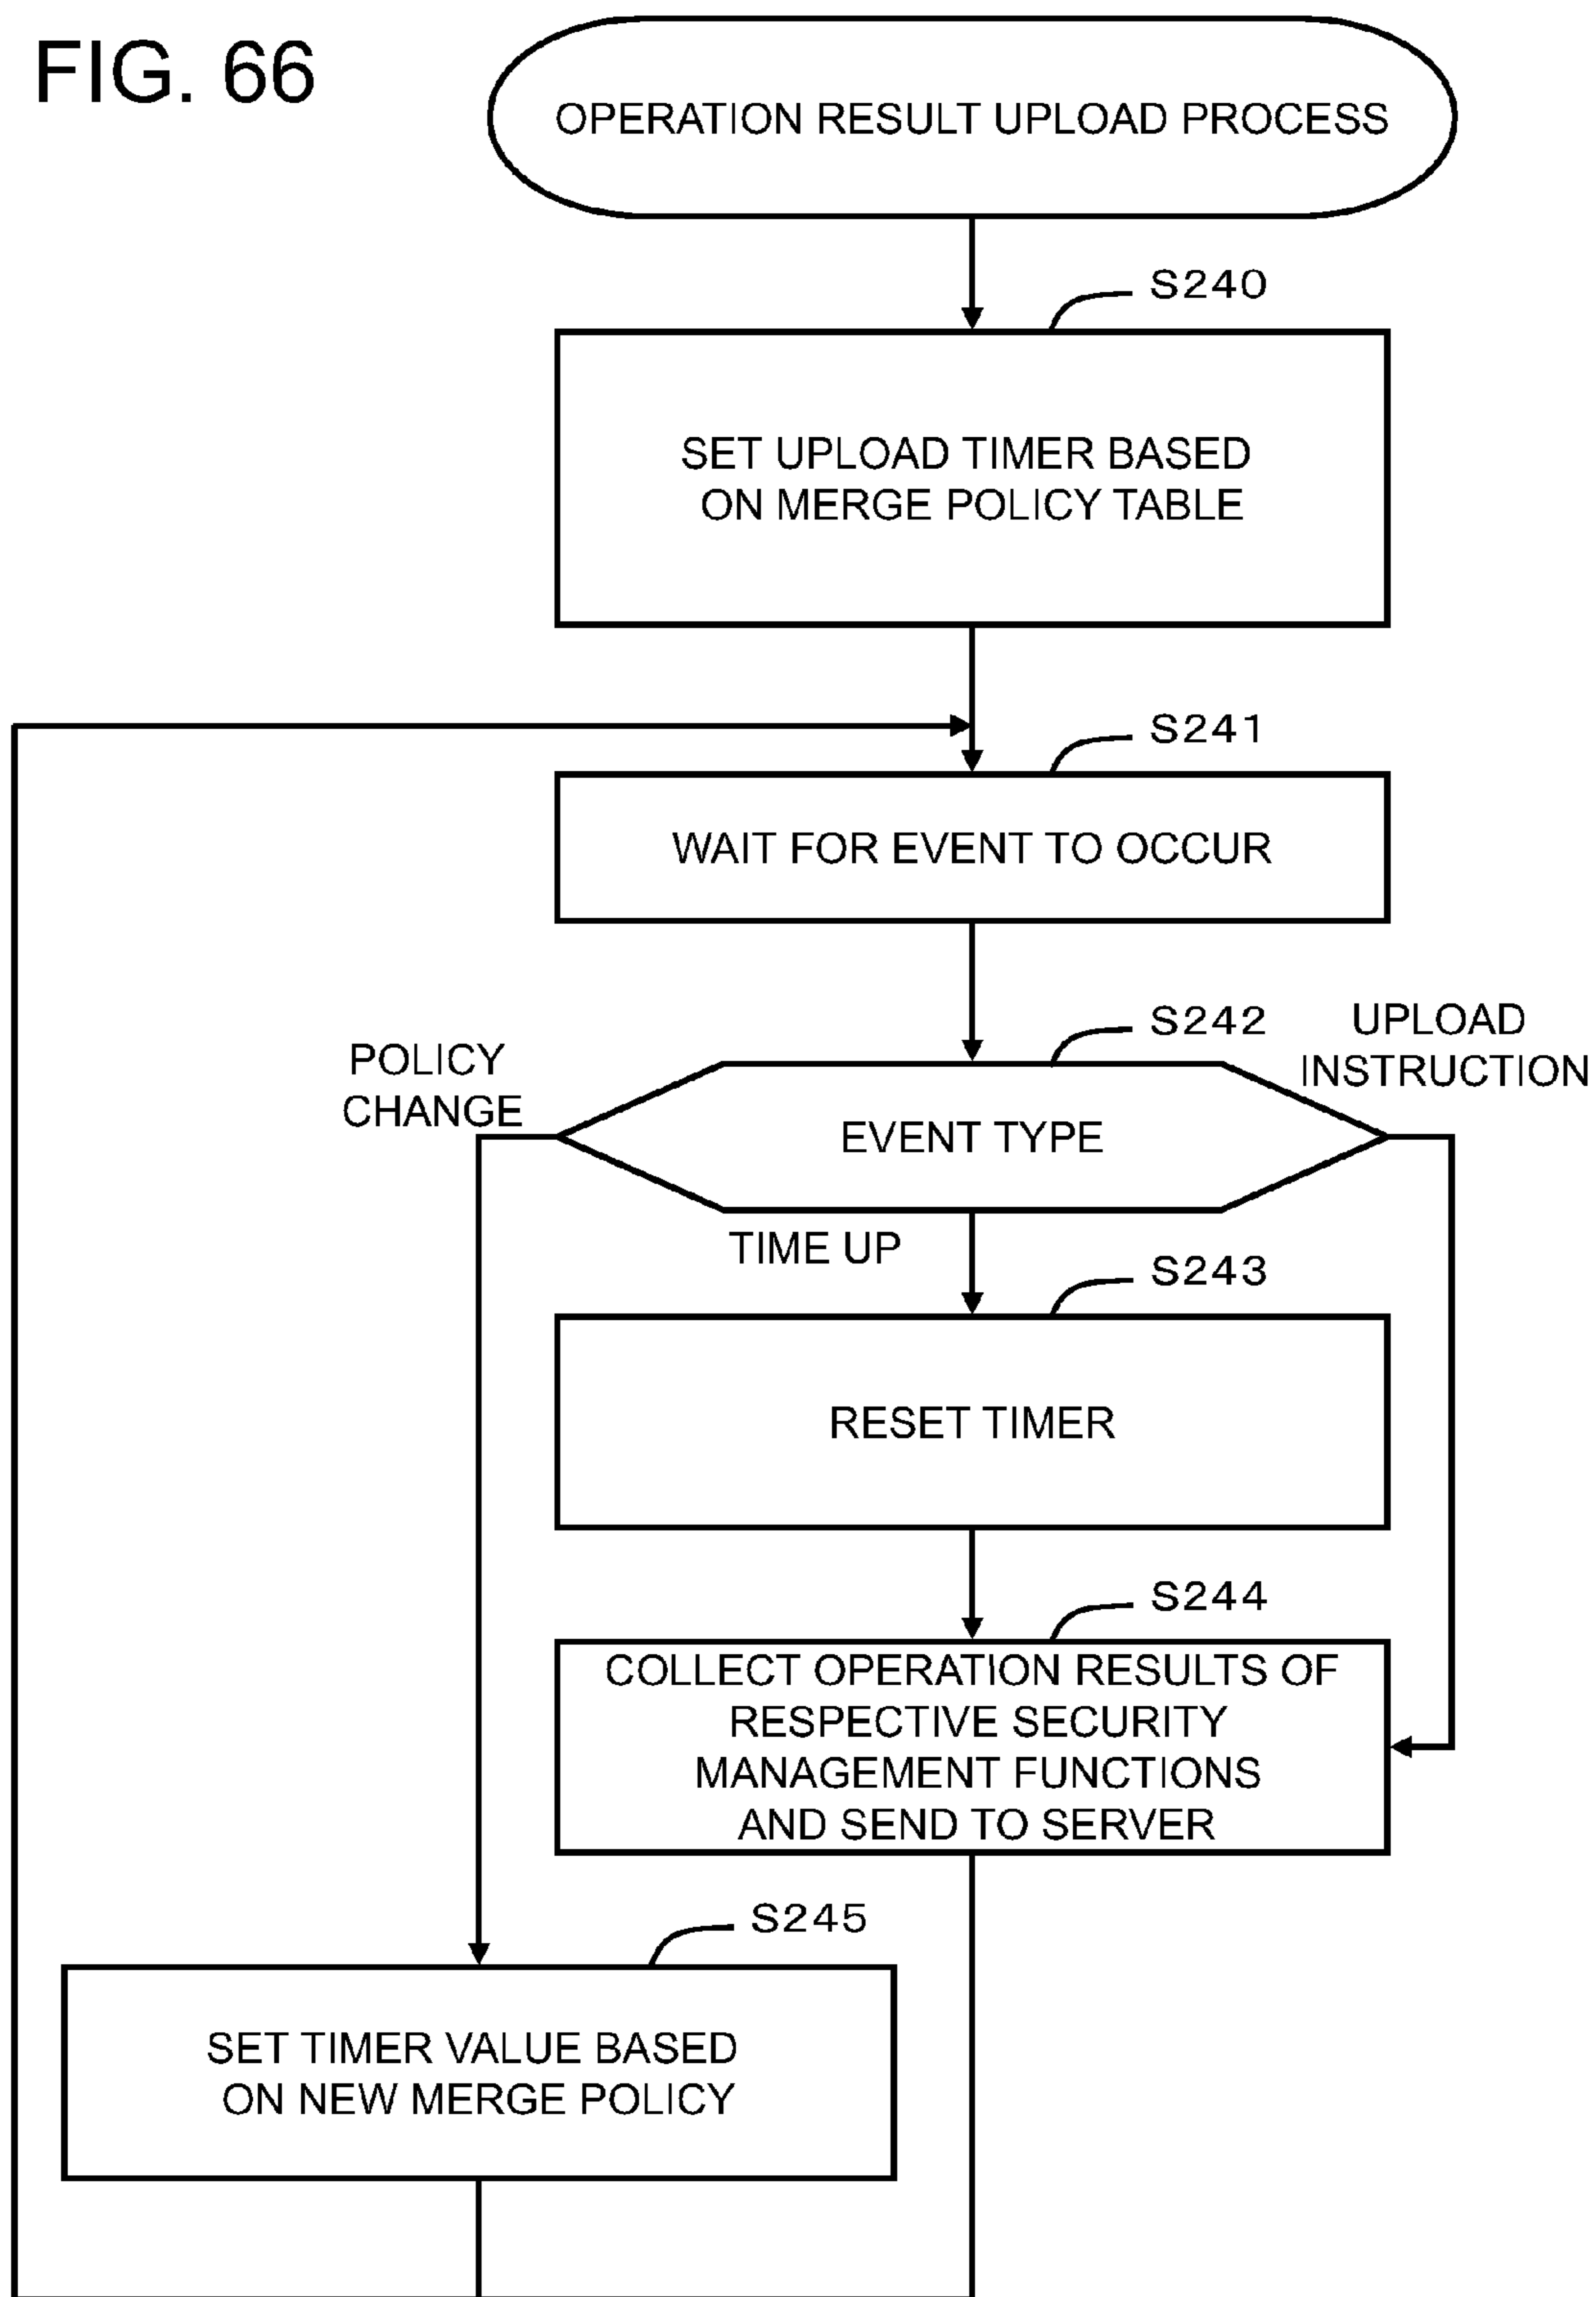 FIG. 66
OPERATION RESULT UPLOAD PROCESS
S240
SET UPLOAD TIMER BASED
ON MERGE POLICY TABLE
S241
WAIT FOR EVENT TO OCCUR
S242
UPLOAD
INSTRUCTION
POLICY
CHANGE
EVENT TYPE
TIME UP
S243
RESET TIMER
S244
COLLECT OPERATION RESULTS OF
RESPECTIVE SECURITY
MANAGEMENT FUNCTIONS
AND SEND TO SERVER
S245
SET TIMER VALUE BASED
ON NEW MERGE POLICY